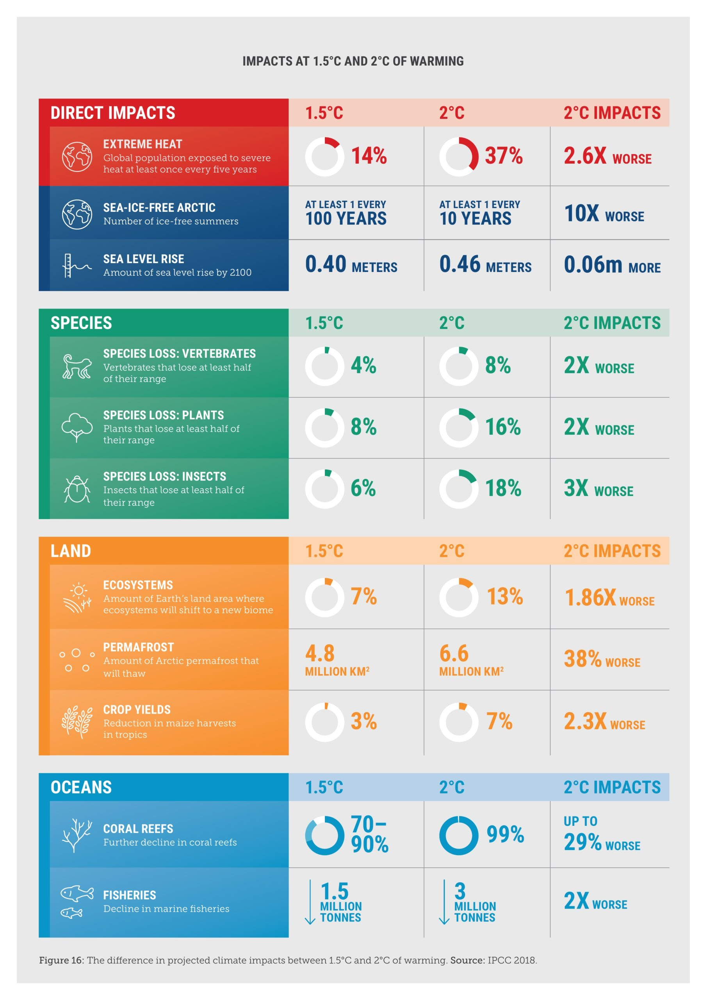 IMPACTS AT 1.5°C AND 2°C OF WARMING
DIRECT IMPACTS
1.5°C
2°C
2°C IMPACTS
EXTREME HEAT
Global population exposed to severe
heat at least once every five years
14%
37%
2.6X WORSE
SEA-ICE-FREE ARCTIC
Number of ice-free summers
AT LEAST 1 EVERY
100 YEARS
AT LEAST 1 EVERY
10 YEARS
10X WORSE
SEA LEVEL RISE
Amount of sea level rise by 2100
0.40 METERS
0.46 METERS
0.06m MORE
SPECIES
1.5°C
2°C
2°C IMPACTS
SPECIES LOSS: VERTEBRATES
Vertebrates that lose at least half
of their range
4%
8%
2X WORSE
SPECIES LOSS: PLANTS
Plants that lose at least half of
their range
8%
16%
2X WORSE
SPECIES LOSS: INSECTS
Insects that lose at least half of
their range
6%
18%
3X WORSE
LAND
1.5°C
2°C
2°C IMPACTS
ECOSYSTEMS
Amount of Earth's land area where
ecosystems will shift to a new biome
7%
13%
1.86X WORSE
PERMAFROST
Amount of Arctic permafrost that
will thaw
4.8
MILLION KM²
6.6
MILLION KM²
38% WORSE
CROP YIELDS
Reduction in maize harvests
in tropics
3%
7%
2.3X WORSE
OCEANS
1.5°C
2°C
2°C IMPACTS
CORAL REEFS
Further decline in coral reefs
70–
90%
99%
UP TO
29% WORSE
FISHERIES
Decline in marine fisheries
1.5
MILLION
TONNES
3
MILLION
TONNES
2X WORSE
Figure 16: The difference in projected climate impacts between 1.5°C and 2°C of warming. Source: IPCC 2018.